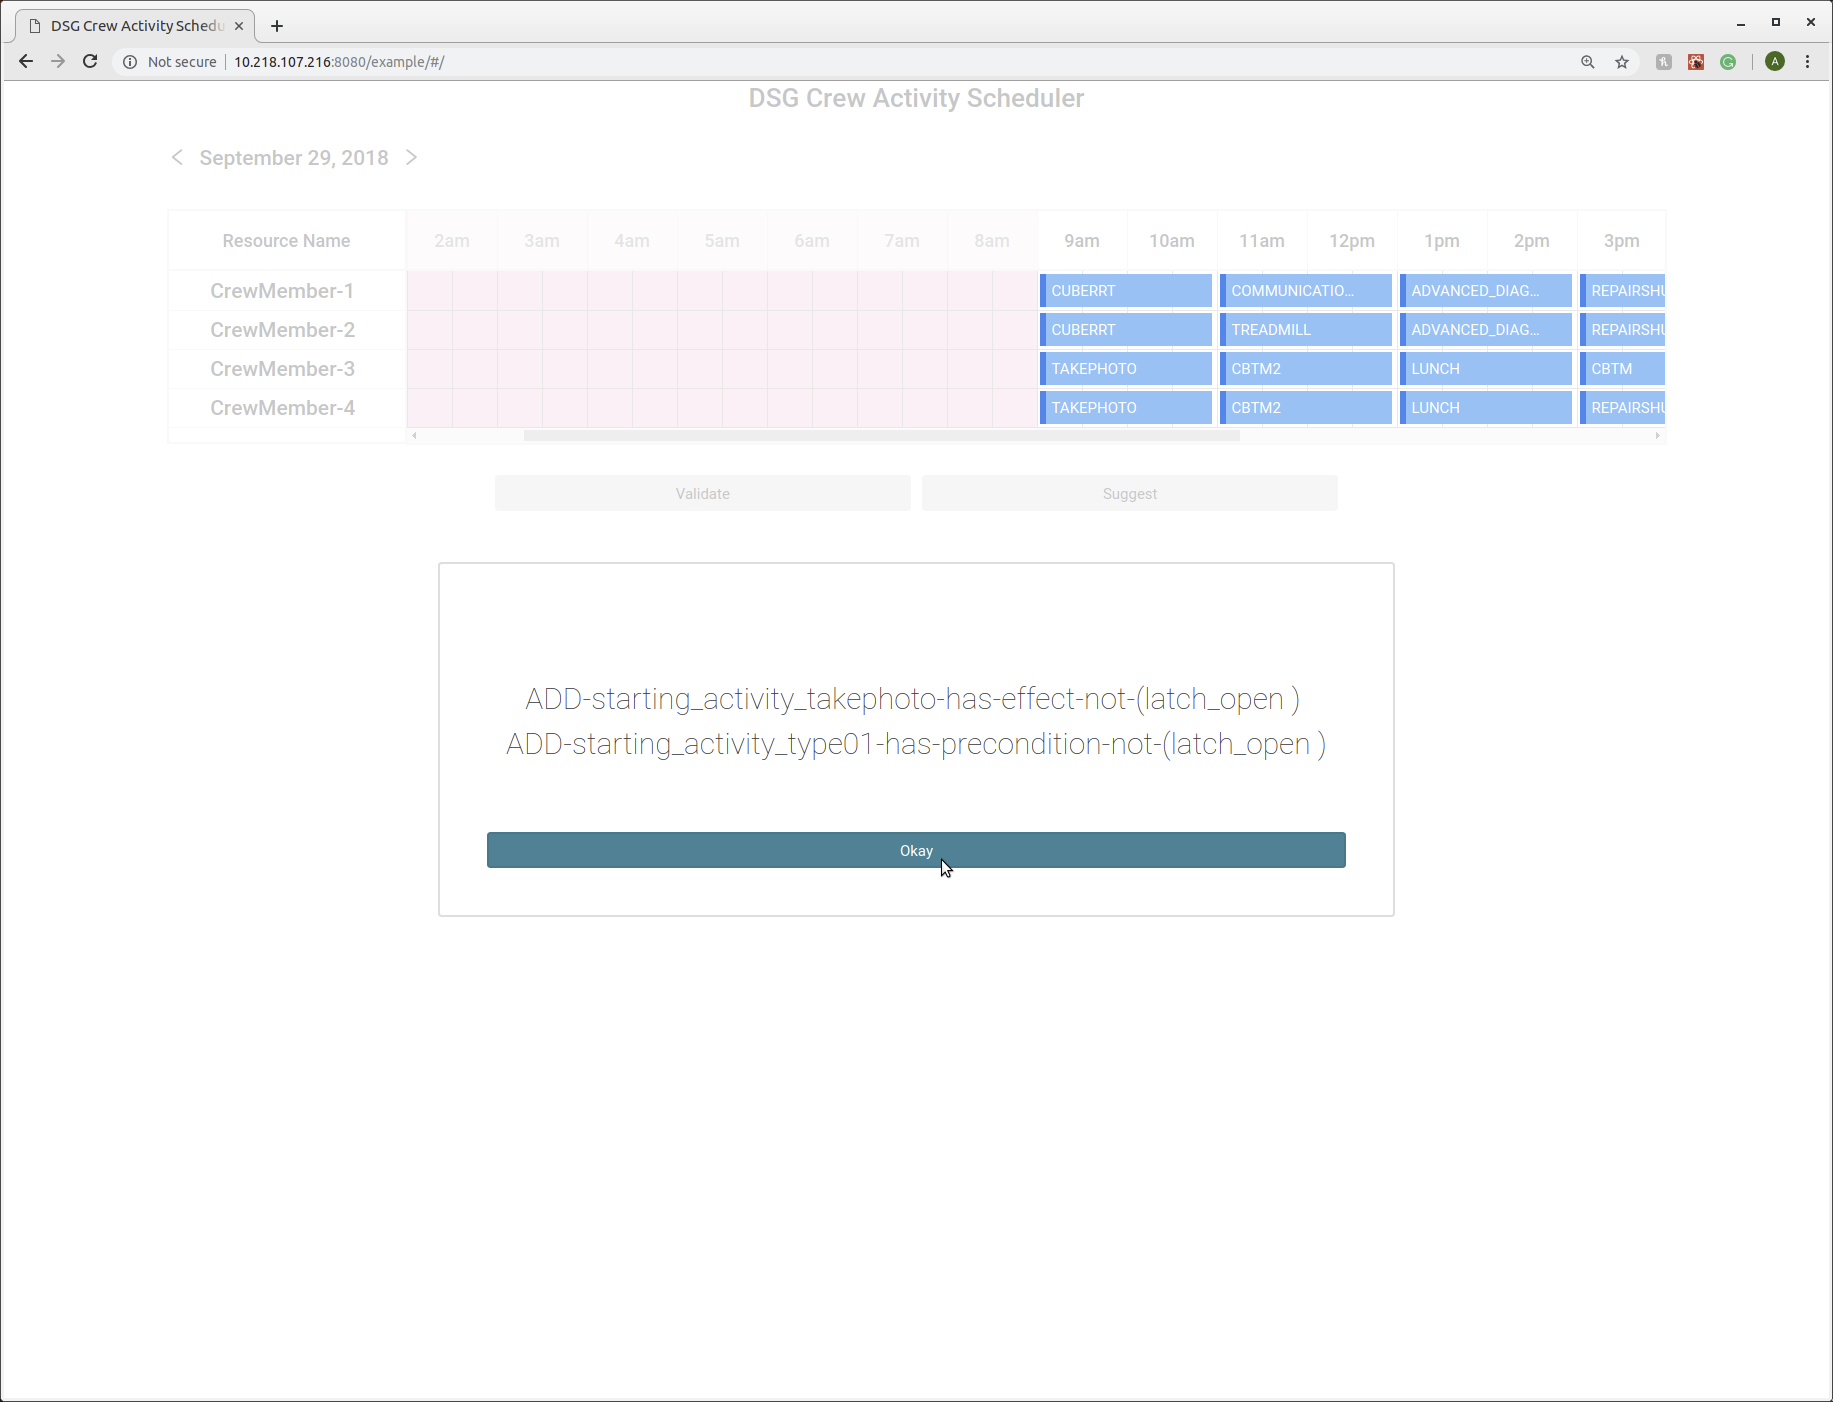 DSG Crew Activity Schedu
Not secure | 10.218.107.216:8080/example/#/
A
DSG Crew Activity Scheduler
September 29, 2018
Resource Name 2am 3am 4am 5am 6am 7am 8am 9am 10am 11am 12pm 1pm 2pm 3pm
CrewMember-1 CUBERRT COMMUNICATIO... ADVANCED_DIAG... REPAIRSHU
CrewMember-2 CUBERRT TREADMILL ADVANCED_DIAG... REPAIRSHU
CrewMember-3 TAKEPHOTO CBTM2 LUNCH CBTM
CrewMember-4 TAKEPHOTO CBTM2 LUNCH REPAIRSHU
Validate Suggest
ADD-starting_activity_takephoto-has-effect-not-(latch_open )
ADD-starting_activity_type01-has-precondition-not-(latch_open )
Okay